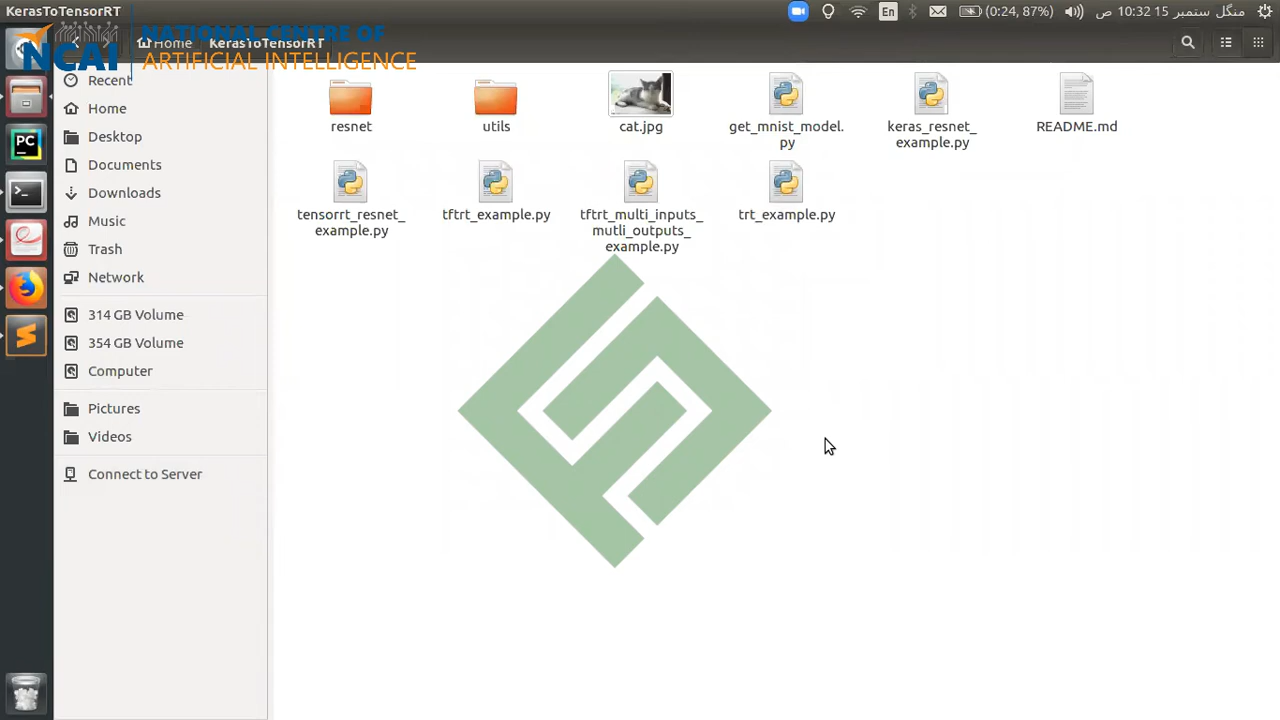 KerasToTensorRT
En
(0:24, 87%)
منگل ستمبر 15 10:32 ص
NCAI
NATIONAL CENTRE OF
ARTIFICIAL INTELLIGENCE
Home
KerasToTensorRT
Recent
Home
Desktop
Documents
Downloads
Music
Trash
Network
314 GB Volume
354 GB Volume
Computer
Pictures
Videos
Connect to Server
PC
resnet
utils
cat.jpg
get_mnist_model.
py
keras_resnet_
example.py
README.md
tensorrt_resnet_
example.py
tftrt_example.py
tftrt_multi_inputs_
mutli_outputs_
example.py
trt_example.py